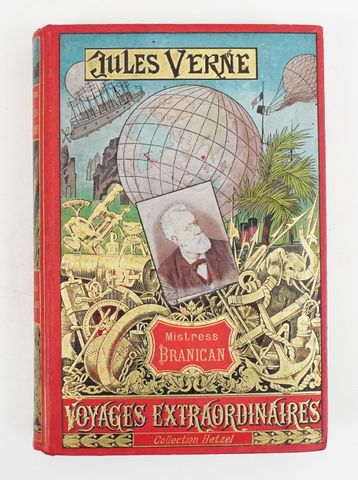 JULES VERNE
Mistress
BRANICAN
VOYAGES EXTRAORDINAIRES
Collection Hetzel